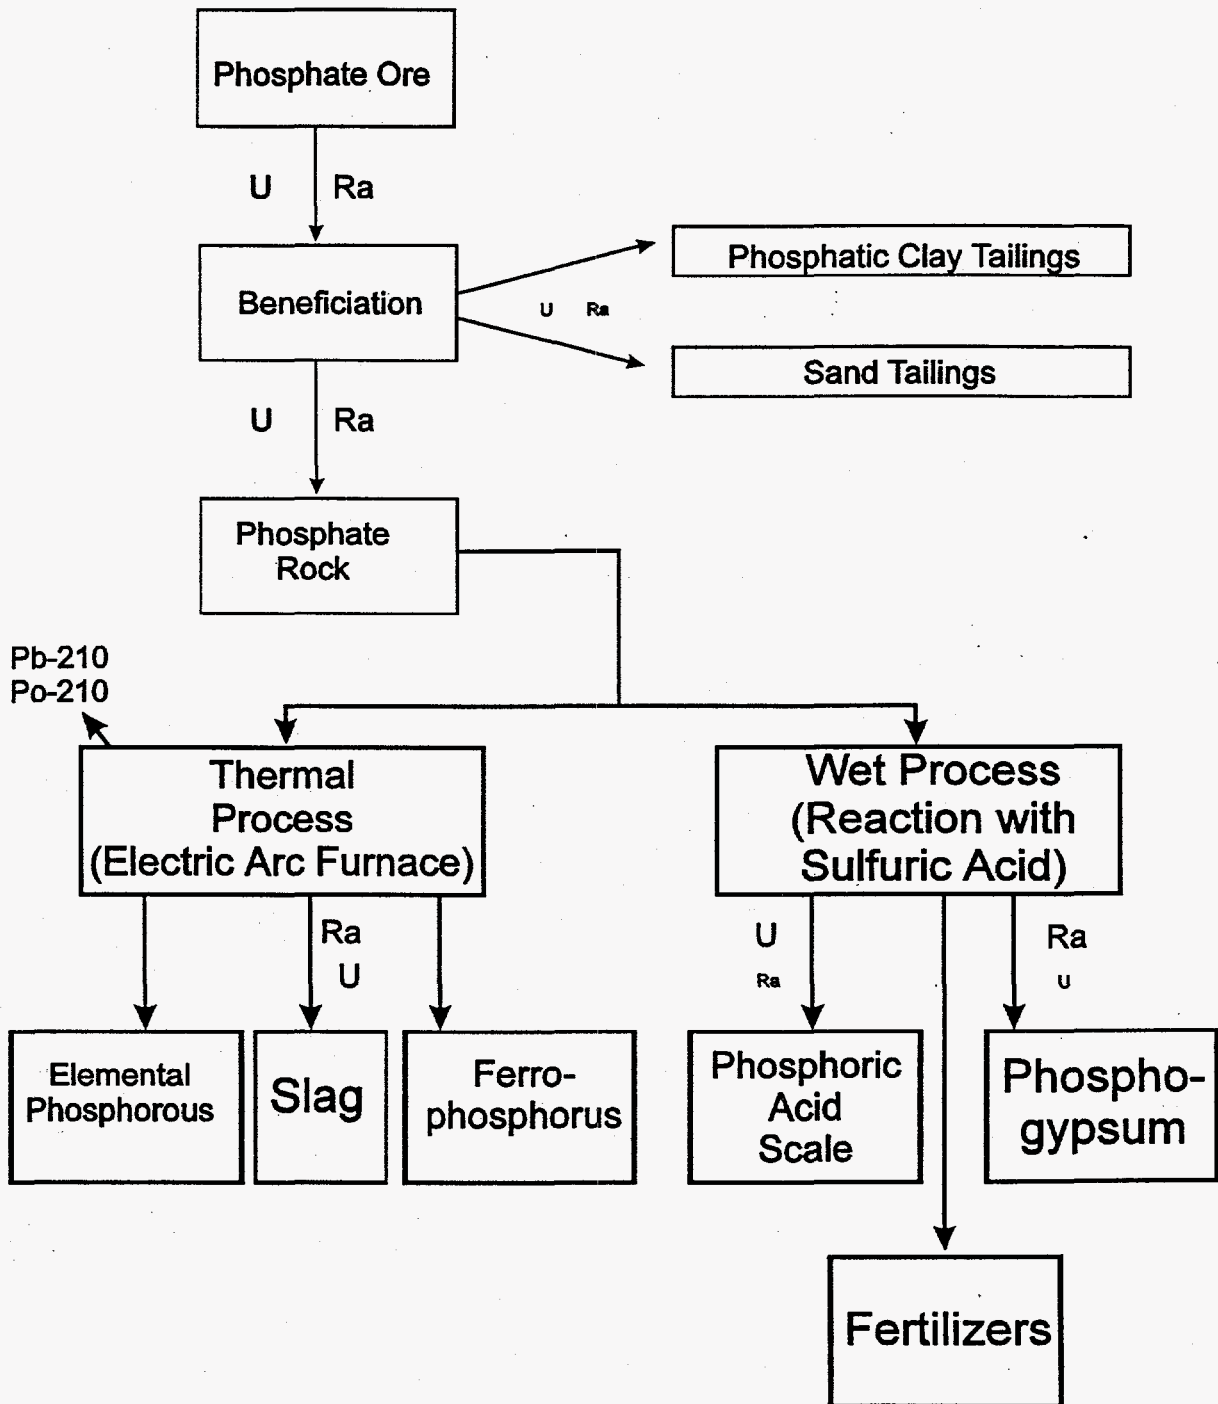 Phosphate Ore
U Ra
Beneficiation
Phosphatic Clay Tailings
U Ra
Sand Tailings
U Ra
Phosphate
Rock
Pb-210
Po-210
Thermal
Process
(Electric Arc Furnace)
Wet Process
(Reaction with
Sulfuric Acid)
Ra
U
U
Ra
Ra
U
Elemental
Phosphorous
Slag
Ferro-
phosphorus
Phosphoric
Acid
Scale
Phospho-
gypsum
Fertilizers